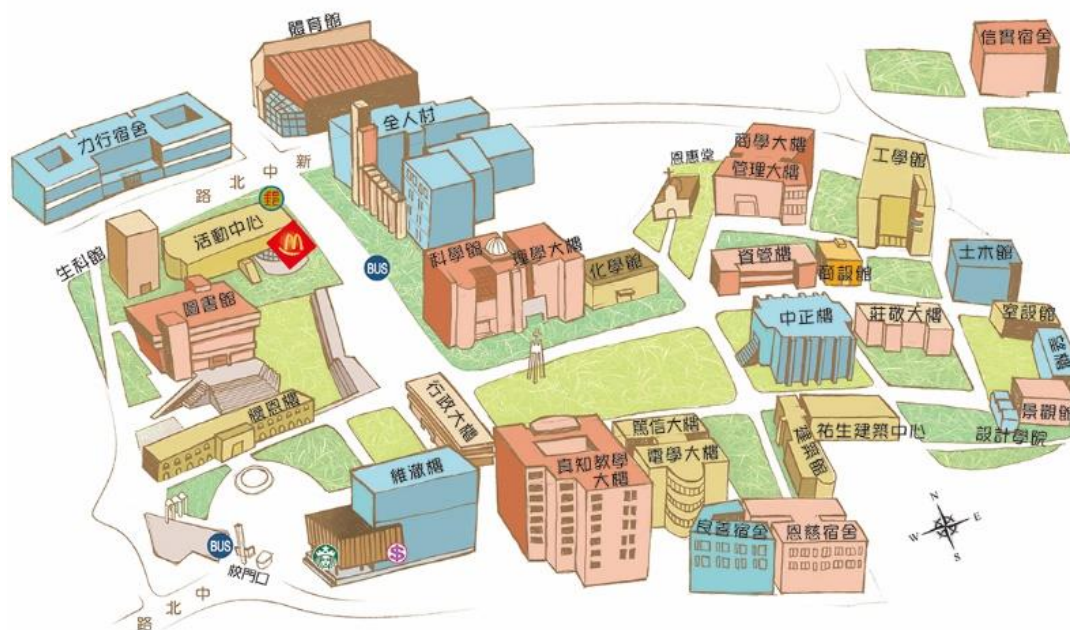 體育館
信實宿舍
全人村
力行宿舍
商學大樓
管理大樓
工學館
恩惠堂
新中北路
郵
M
活動中心
科學館
理學大樓
化學館
資管樓
商設館
土木館
生科館
BUS
圖書館
中正樓
莊敬大樓
室設館
行政大樓
懷恩樓
篤信大樓
電學大樓
祐生建築中心
建築館
景觀館
設計學院
真知教學
大樓
維澈樓
良善宿舍
恩慈宿舍
N
W
E
S
BUS
$
校門口
中北路